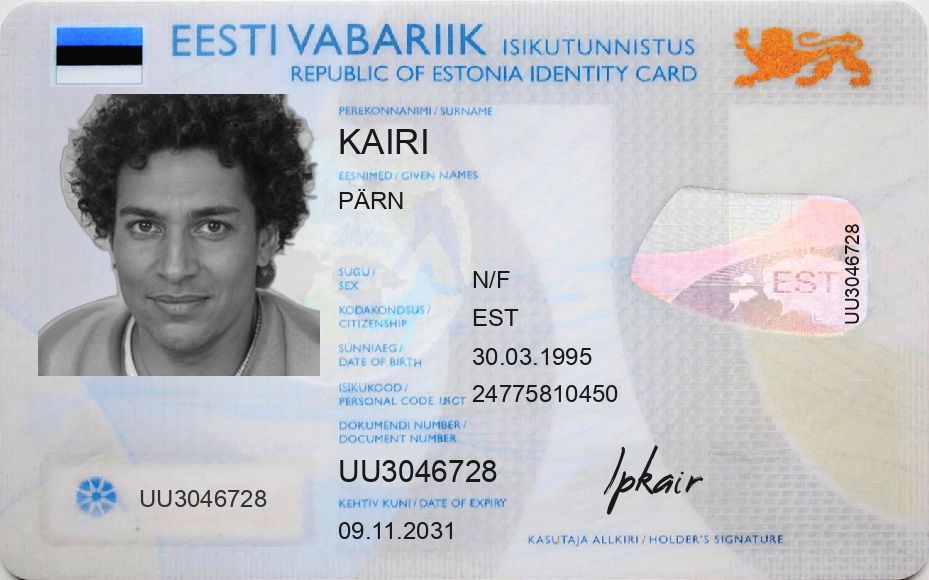 EESTI VABARIIK ISIKUTUNNISTUS
REPUBLIC OF ESTONIA IDENTITY CARD
PEREKONNANIMI / SURNAME
KAIRI
EESNIMED / GIVEN NAMES
PÄRN
SUGU /
SEX
N/F
KODAKONDSUS /
CITIZENSHIP
EST
SÜNNIAEG /
DATE OF BIRTH
30.03.1995
ISIKUKOOD /
PERSONAL CODE
24775810450
DOKUMENDI NUMBER /
DOCUMENT NUMBER
UU3046728
KEHTIV KUNI / DATE OF EXPIRY
09.11.2031
UU3046728
EST
UU3046728
KASUTAJA ALLKIRI / HOLDER'S SIGNATURE